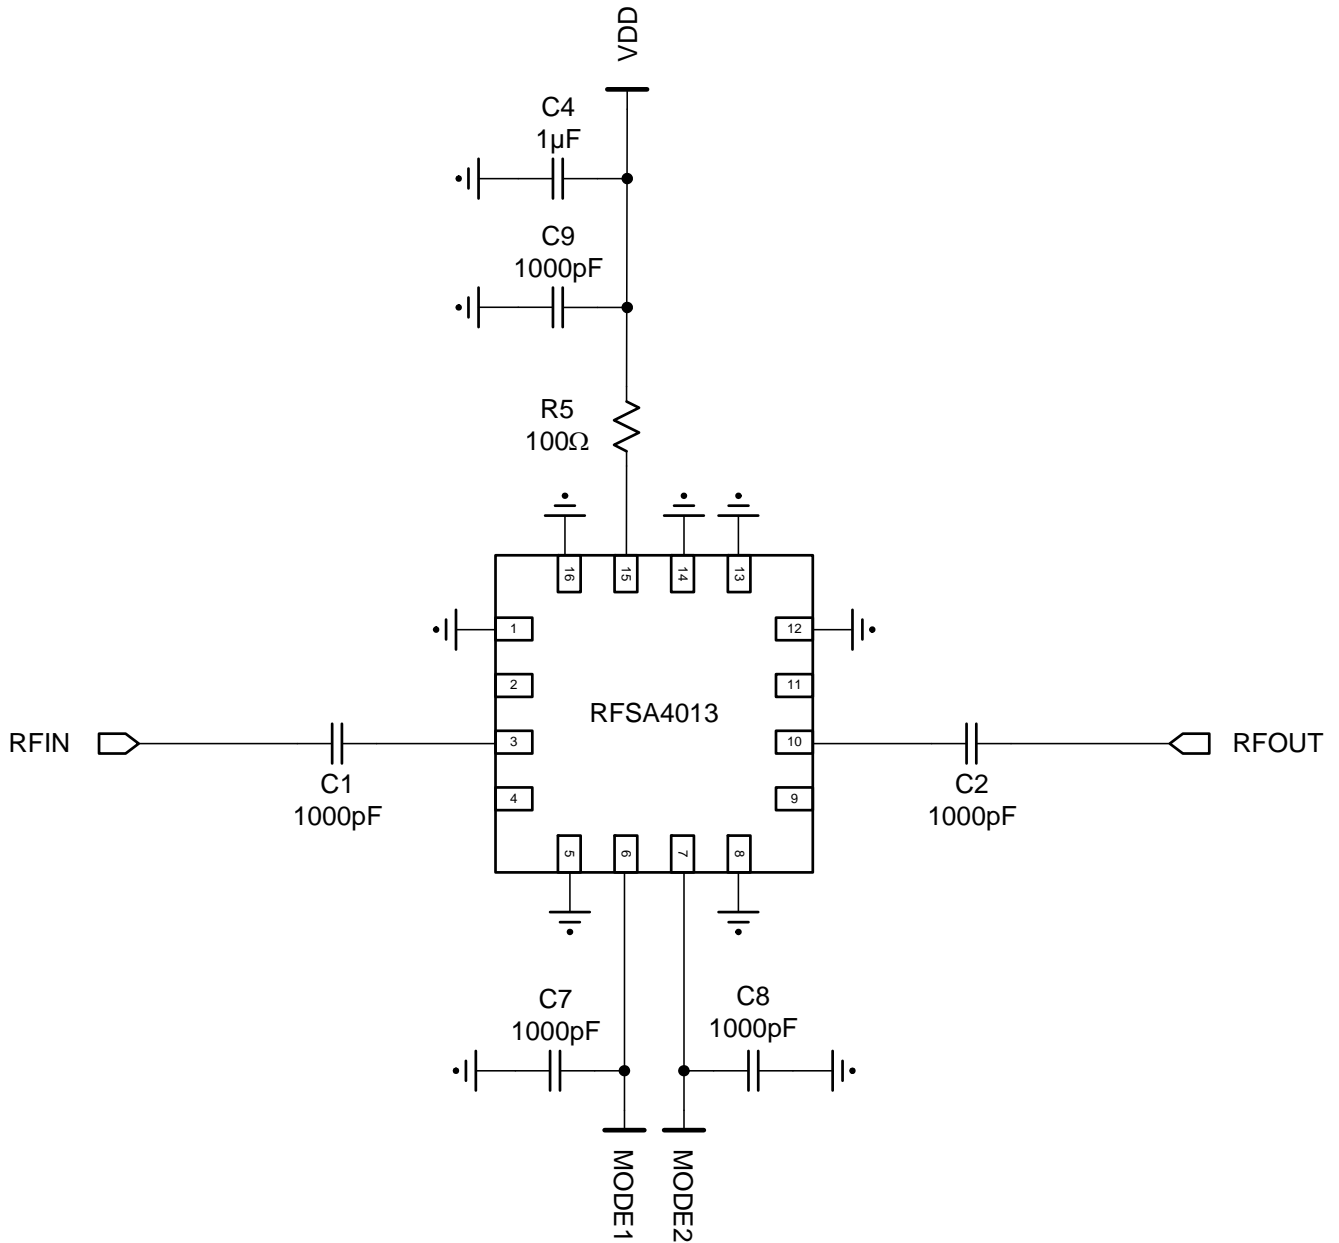 VDD
C4
1µF
C9
1000pF
R5
100Ω
16
15
14
13
1
12
2
11
RFSA4013
RFIN
3
10
RFOUT
C1
1000pF
4
9
C2
1000pF
5
6
7
8
C7
1000pF
C8
1000pF
MODE1
MODE2